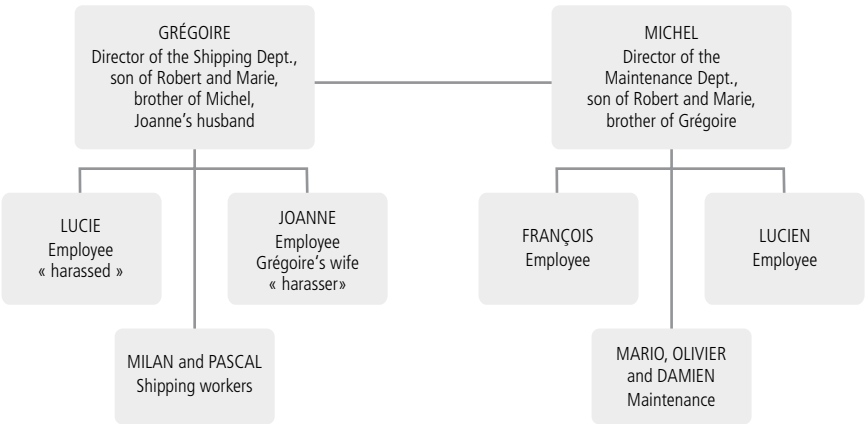 GRÉGOIRE
Director of the Shipping Dept.,
son of Robert and Marie,
brother of Michel,
Joanne's husband
MICHEL
Director of the
Maintenance Dept.,
son of Robert and Marie,
brother of Grégoire
LUCIE
Employee
« harassed »
JOANNE
Employee
Grégoire‘s wife
« harasser»
FRANÇOIS
Employee
LUCIEN
Employee
MILAN and PASCAL
Shipping workers
MARIO, OLIVIER
and DAMIEN
Maintenance